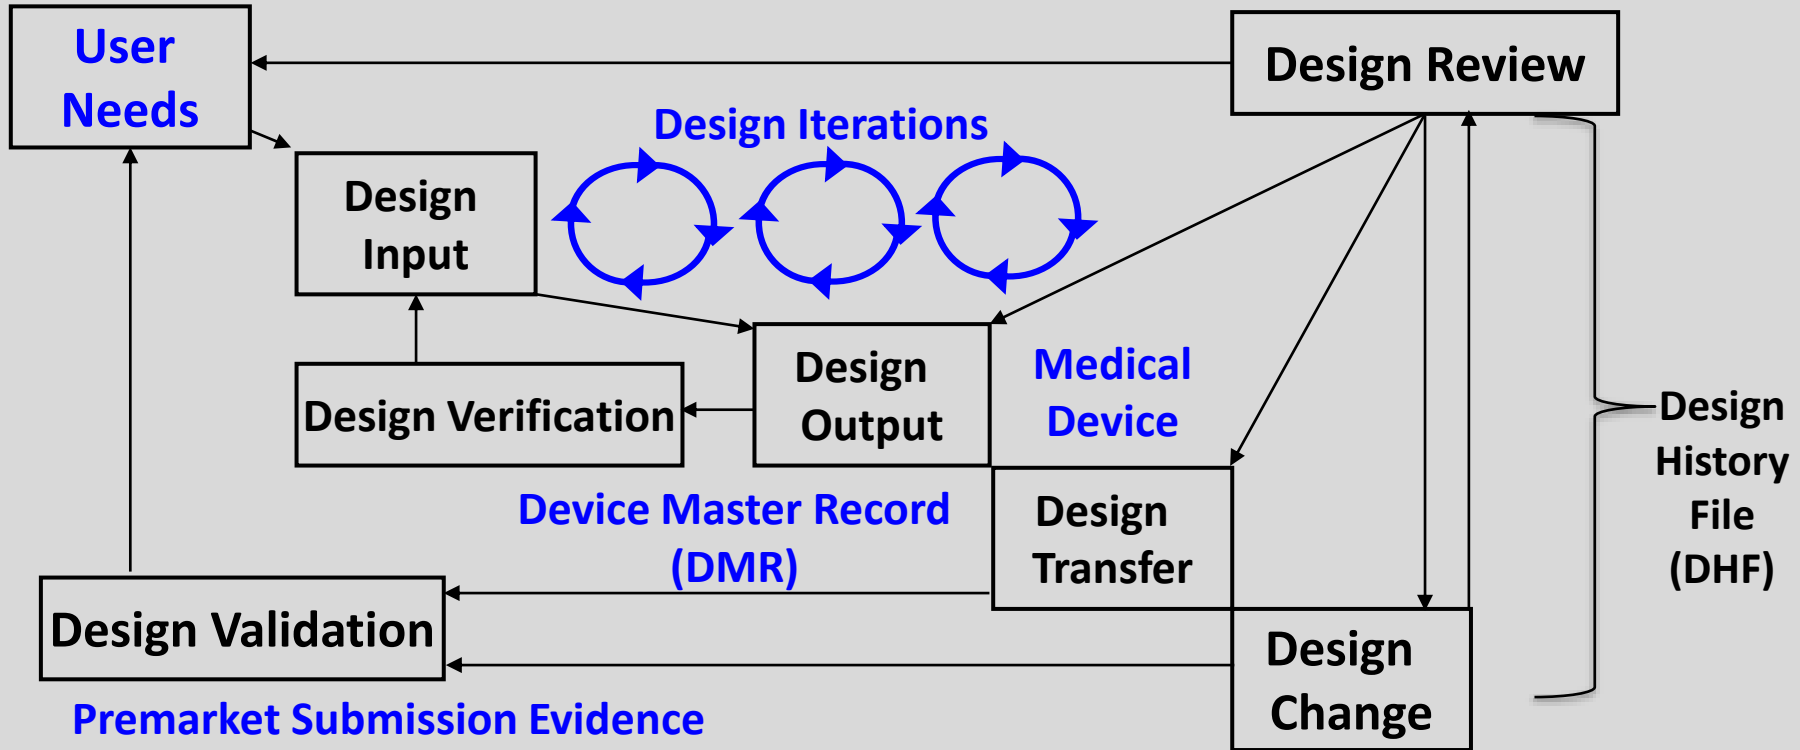 User
Needs
Design Review
Design Iterations
Design
Input
Design
Output
Medical
Device
Design Verification
Design
History
File
(DHF)
Device Master Record
(DMR)
Design
Transfer
Design Validation
Design
Change
Premarket Submission Evidence